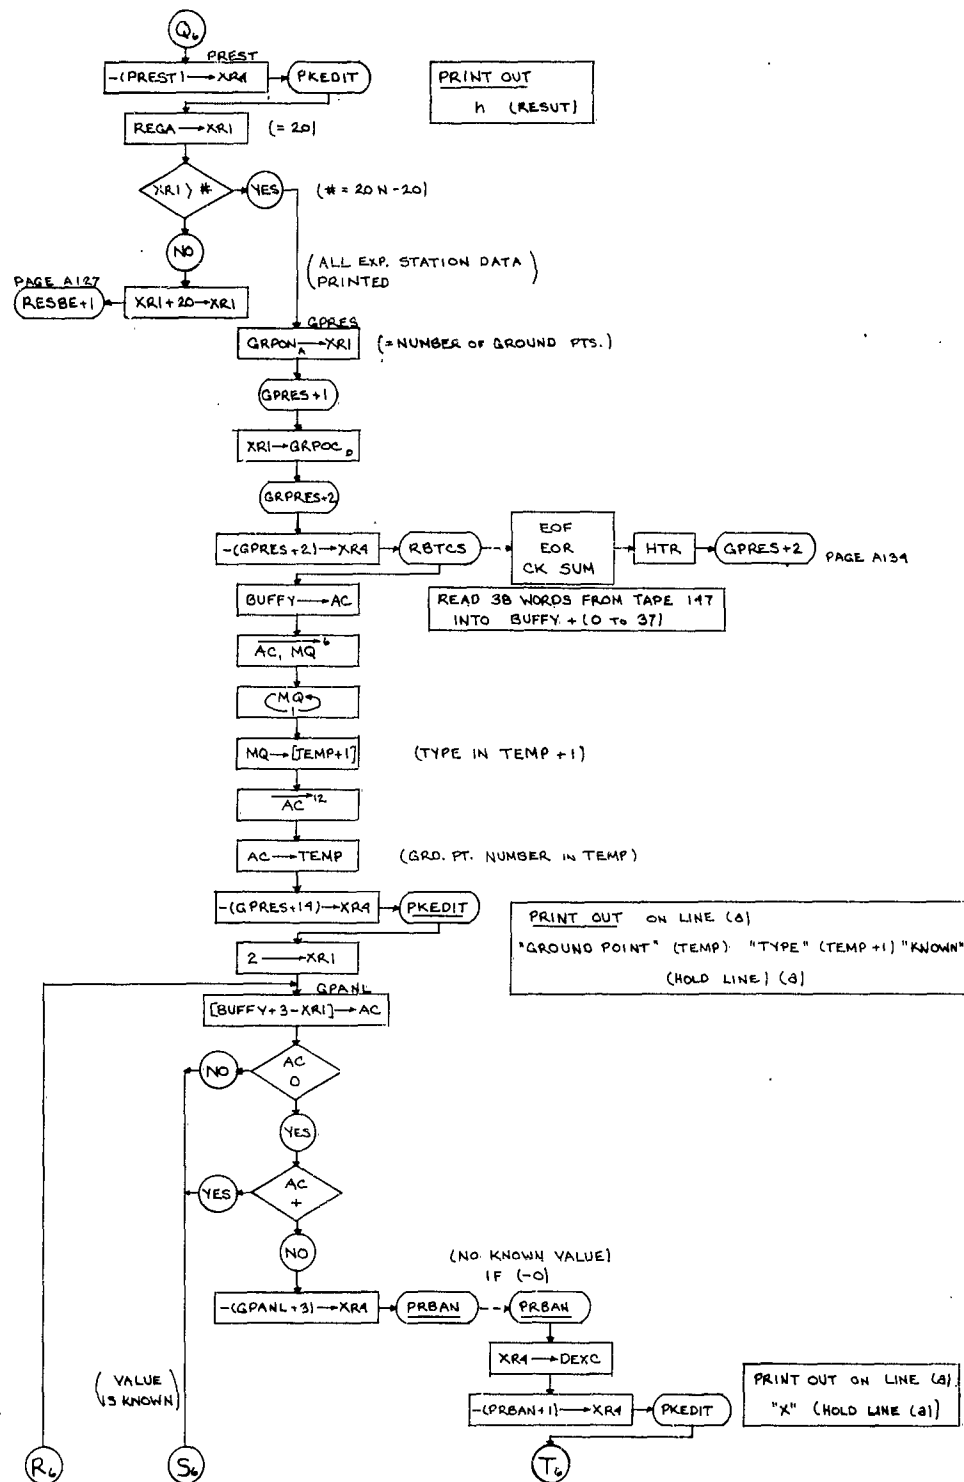 Q₆
PREST
-(PREST)→XR4
PKEDIT
PRINT OUT
h (RESUT)
REGA→XR1
(=20)
XR1 > #
YES
(# = 20 N-20)
NO
(ALL EXP. STATION DATA PRINTED)
PAGE A127
RESBE+1
XR1+20→XR1
GPRES
GRPON_A→XR1
(=NUMBER OF GROUND PTS.)
GPRES+1
XR1→GRPOC_D
GRPRES+2
-(GPRES+2)→XR4
RBTCS
EOF
EOR
CK SUM
HTR
GPRES+2
PAGE A134
BUFFY→AC
READ 38 WORDS FROM TAPE 147
INTO BUFFY + (0 TO 37)
AC, MQ 6
MQ
1
MQ→[TEMP+1]
(TYPE IN TEMP +1)
AC 12
AC→TEMP
(GRD. PT. NUMBER IN TEMP)
-(GPRES+14)→XR4
PKEDIT
PRINT OUT ON LINE (a)
"GROUND POINT" (TEMP) "TYPE" (TEMP+1) "KNOWN"
(HOLD LINE) (a)
2→XR1
GPANL
[BUFFY+3-XR1]→AC
AC
0
NO
YES
AC
+
YES
NO
(NO KNOWN VALUE)
IF (-0)
-(GPANL+3)→XR4
PRBAN
PRBAN
XR4→DEXC
(VALUE
IS KNOWN)
-(PRBAN+1)→XR4
PKEDIT
PRINT OUT ON LINE (a)
"X" (HOLD LINE (a))
R₆
S₆
T₆